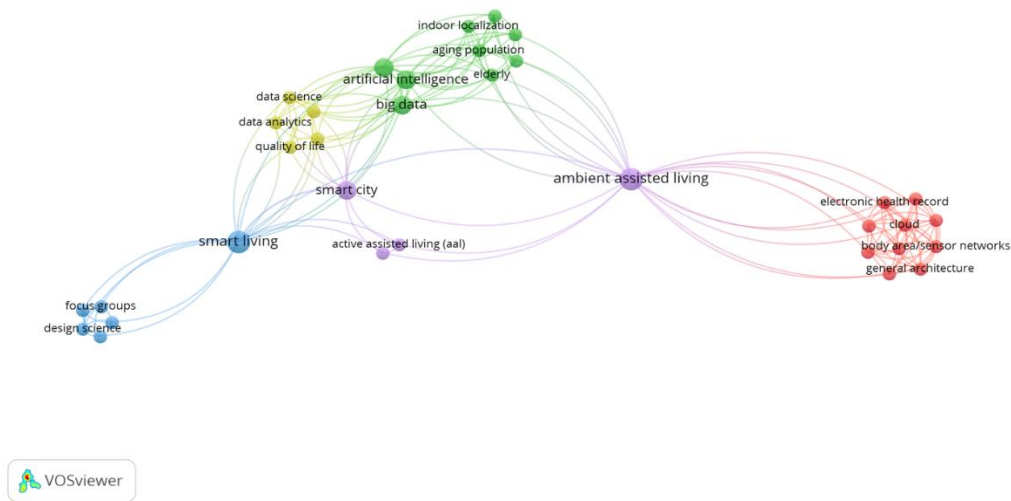 indoor localization
aging population
artificial intelligence
elderly
data science
big data
data analytics
quality of life
ambient assisted living
smart city
electronic health record
cloud
smart living
active assisted living (aal)
body area/sensor networks
general architecture
focus groups
design science
VOSviewer